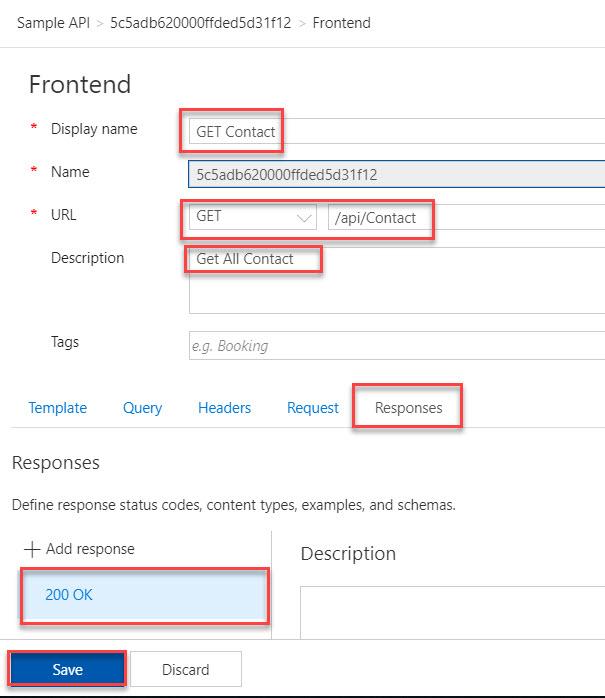 Sample API > 5c5adb620000ffded5d31f12 > Frontend
Frontend
* Display name GET Contact
* Name 5c5adb620000ffded5d31f12
* URL GET /api/Contact
Description Get All Contact
Tags e.g. Booking
Template Query Headers Request Responses
Responses
Define response status codes, content types, examples, and schemas.
+ Add response Description
200 OK
Save Discard